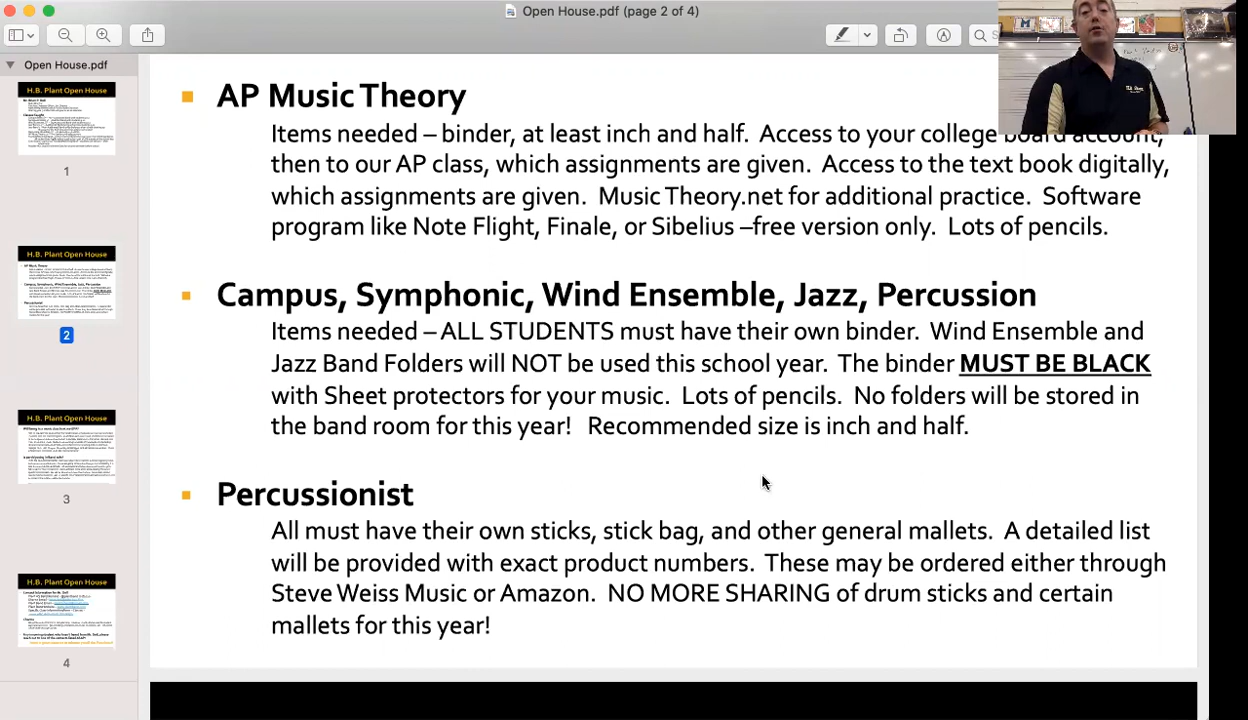 Open House.pdf (page 2 of 4)
Open House.pdf
H.B. Plant Open House
1
H.B. Plant Open House
2
H.B. Plant Open House
3
H.B. Plant Open House
4
AP Music Theory
Items needed – binder, at least inch and half. Access to your college board account,
then to our AP class, which assignments are given. Access to the text book digitally,
which assignments are given. Music Theory.net for additional practice. Software
program like Note Flight, Finale, or Sibelius –free version only. Lots of pencils.
Campus, Symphonic, Wind Ensemble, Jazz, Percussion
Items needed – ALL STUDENTS must have their own binder. Wind Ensemble and
Jazz Band Folders will NOT be used this school year. The binder MUST BE BLACK
with Sheet protectors for your music. Lots of pencils. No folders will be stored in
the band room for this year! Recommended size is inch and half.
Percussionist
All must have their own sticks, stick bag, and other general mallets. A detailed list
will be provided with exact product numbers. These may be ordered either through
Steve Weiss Music or Amazon. NO MORE SHARING of drum sticks and certain
mallets for this year!